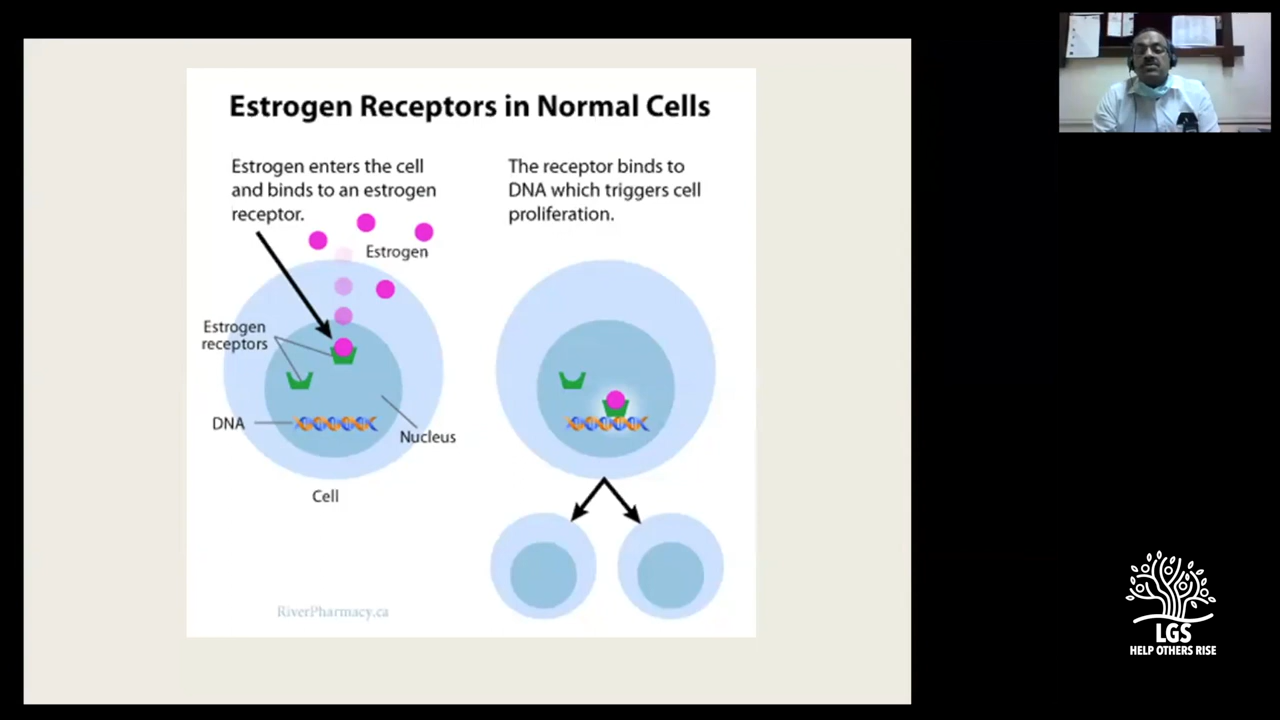 Estrogen Receptors in Normal Cells
Estrogen enters the cell
and binds to an estrogen
receptor.
The receptor binds to
DNA which triggers cell
proliferation.
Estrogen
Estrogen
receptors
DNA
Nucleus
Cell
RiverPharmacy.ca
LGS
HELP OTHERS RISE